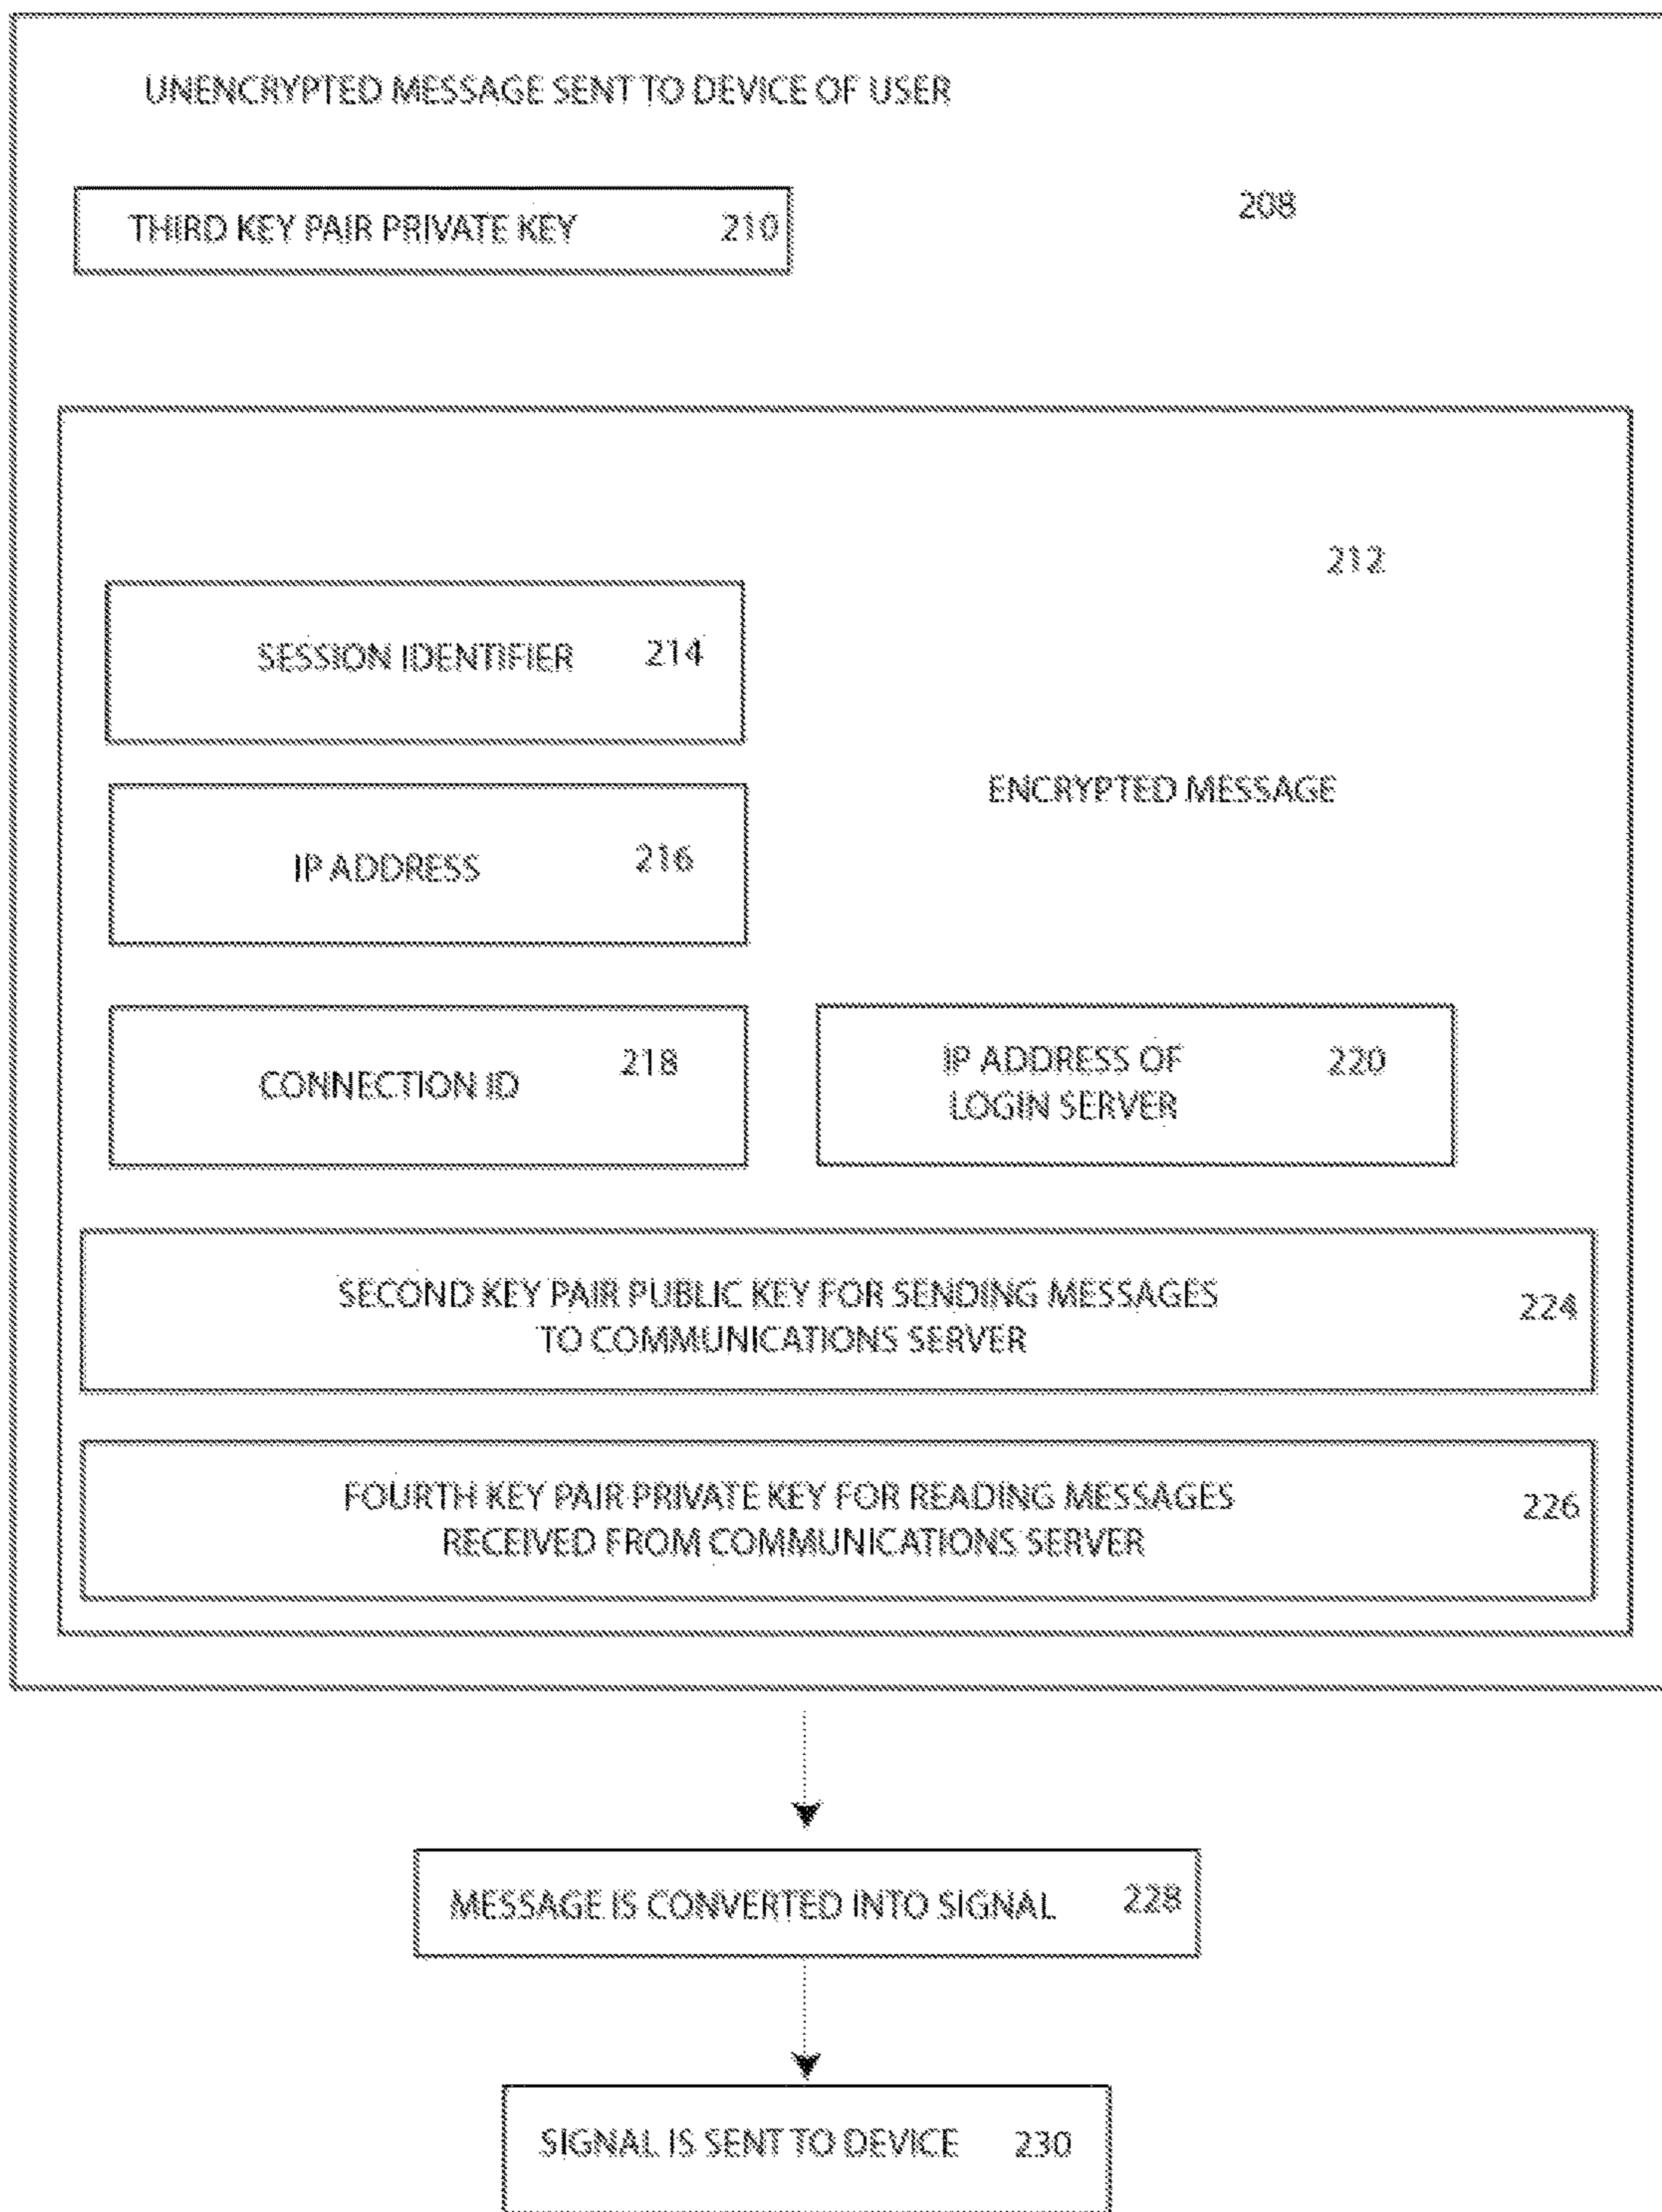 UNENCRYPTED MESSAGE SENT TO DEVICE OF USER
208
THIRD KEY PAIR PRIVATE KEY 210
212
SESSION IDENTIFIER 214
ENCRYPTED MESSAGE
IP ADDRESS 216
CONNECTION ID 218
IP ADDRESS OF 220
LOGIN SERVER
SECOND KEY PAIR PUBLIC KEY FOR SENDING MESSAGES 224
TO COMMUNICATIONS SERVER
FOURTH KEY PAIR PRIVATE KEY FOR READING MESSAGES 226
RECEIVED FROM COMMUNICATIONS SERVER
MESSAGE IS CONVERTED INTO SIGNAL 228
SIGNAL IS SENT TO DEVICE 230